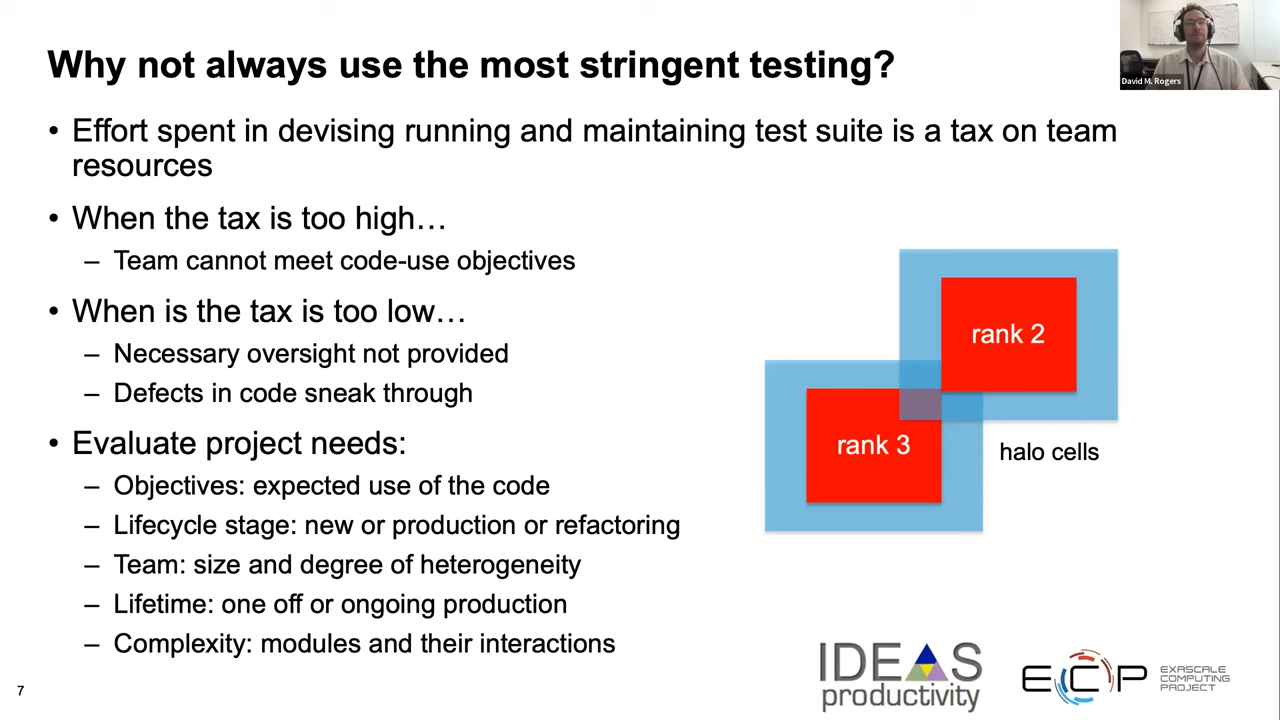 Why not always use the most stringent testing?
David M. Rogers
• Effort spent in devising running and maintaining test suite is a tax on team
resources
• When the tax is too high…
– Team cannot meet code-use objectives
• When is the tax is too low…
– Necessary oversight not provided
– Defects in code sneak through
• Evaluate project needs:
– Objectives: expected use of the code
– Lifecycle stage: new or production or refactoring
– Team: size and degree of heterogeneity
– Lifetime: one off or ongoing production
– Complexity: modules and their interactions
rank 2
rank 3
halo cells
7
IDEAS
productivity
ECP
EXASCALE
COMPUTING
PROJECT